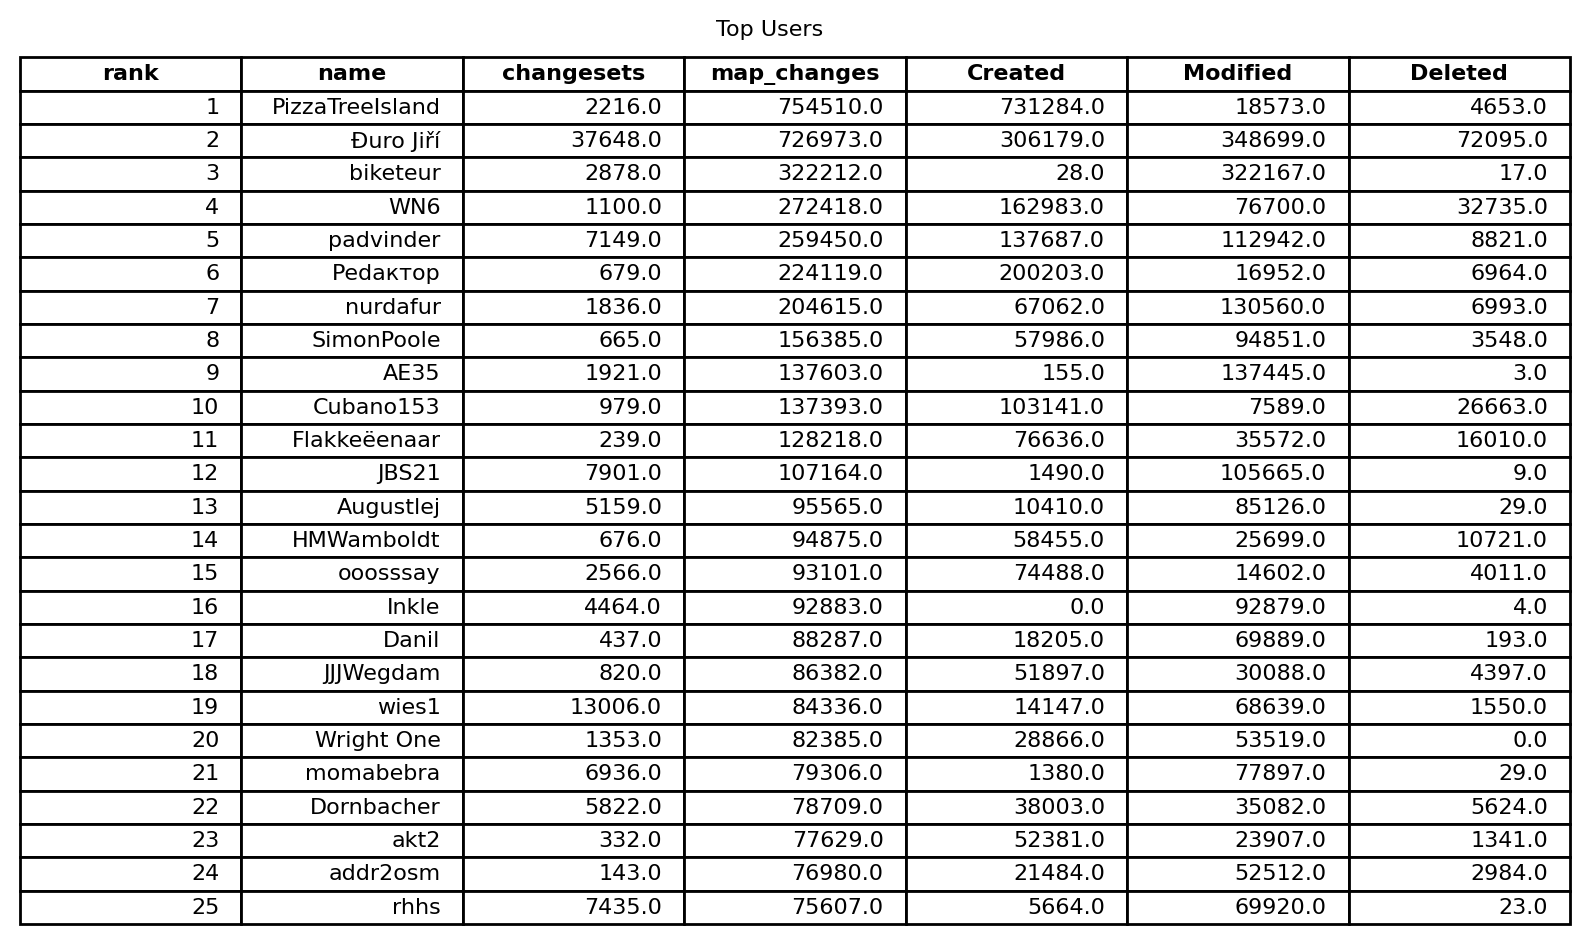 Top Users
rank name changesets map_changes Created Modified Deleted
1 PizzaTreeIsland 2216.0 754510.0 731284.0 18573.0 4653.0
2 Đuro Jiří 37648.0 726973.0 306179.0 348699.0 72095.0
3 biketeur 2878.0 322212.0 28.0 322167.0 17.0
4 WN6 1100.0 272418.0 162983.0 76700.0 32735.0
5 padvinder 7149.0 259450.0 137687.0 112942.0 8821.0
6 Pedaктop 679.0 224119.0 200203.0 16952.0 6964.0
7 nurdafur 1836.0 204615.0 67062.0 130560.0 6993.0
8 SimonPoole 665.0 156385.0 57986.0 94851.0 3548.0
9 AE35 1921.0 137603.0 155.0 137445.0 3.0
10 Cubano153 979.0 137393.0 103141.0 7589.0 26663.0
11 Flakkeëenaar 239.0 128218.0 76636.0 35572.0 16010.0
12 JBS21 7901.0 107164.0 1490.0 105665.0 9.0
13 Augustlej 5159.0 95565.0 10410.0 85126.0 29.0
14 HMWamboldt 676.0 94875.0 58455.0 25699.0 10721.0
15 ooosssay 2566.0 93101.0 74488.0 14602.0 4011.0
16 Inkle 4464.0 92883.0 0.0 92879.0 4.0
17 Danil 437.0 88287.0 18205.0 69889.0 193.0
18 JJJWegdam 820.0 86382.0 51897.0 30088.0 4397.0
19 wies1 13006.0 84336.0 14147.0 68639.0 1550.0
20 Wright One 1353.0 82385.0 28866.0 53519.0 0.0
21 momabebra 6936.0 79306.0 1380.0 77897.0 29.0
22 Dornbacher 5822.0 78709.0 38003.0 35082.0 5624.0
23 akt2 332.0 77629.0 52381.0 23907.0 1341.0
24 addr2osm 143.0 76980.0 21484.0 52512.0 2984.0
25 rhhs 7435.0 75607.0 5664.0 69920.0 23.0